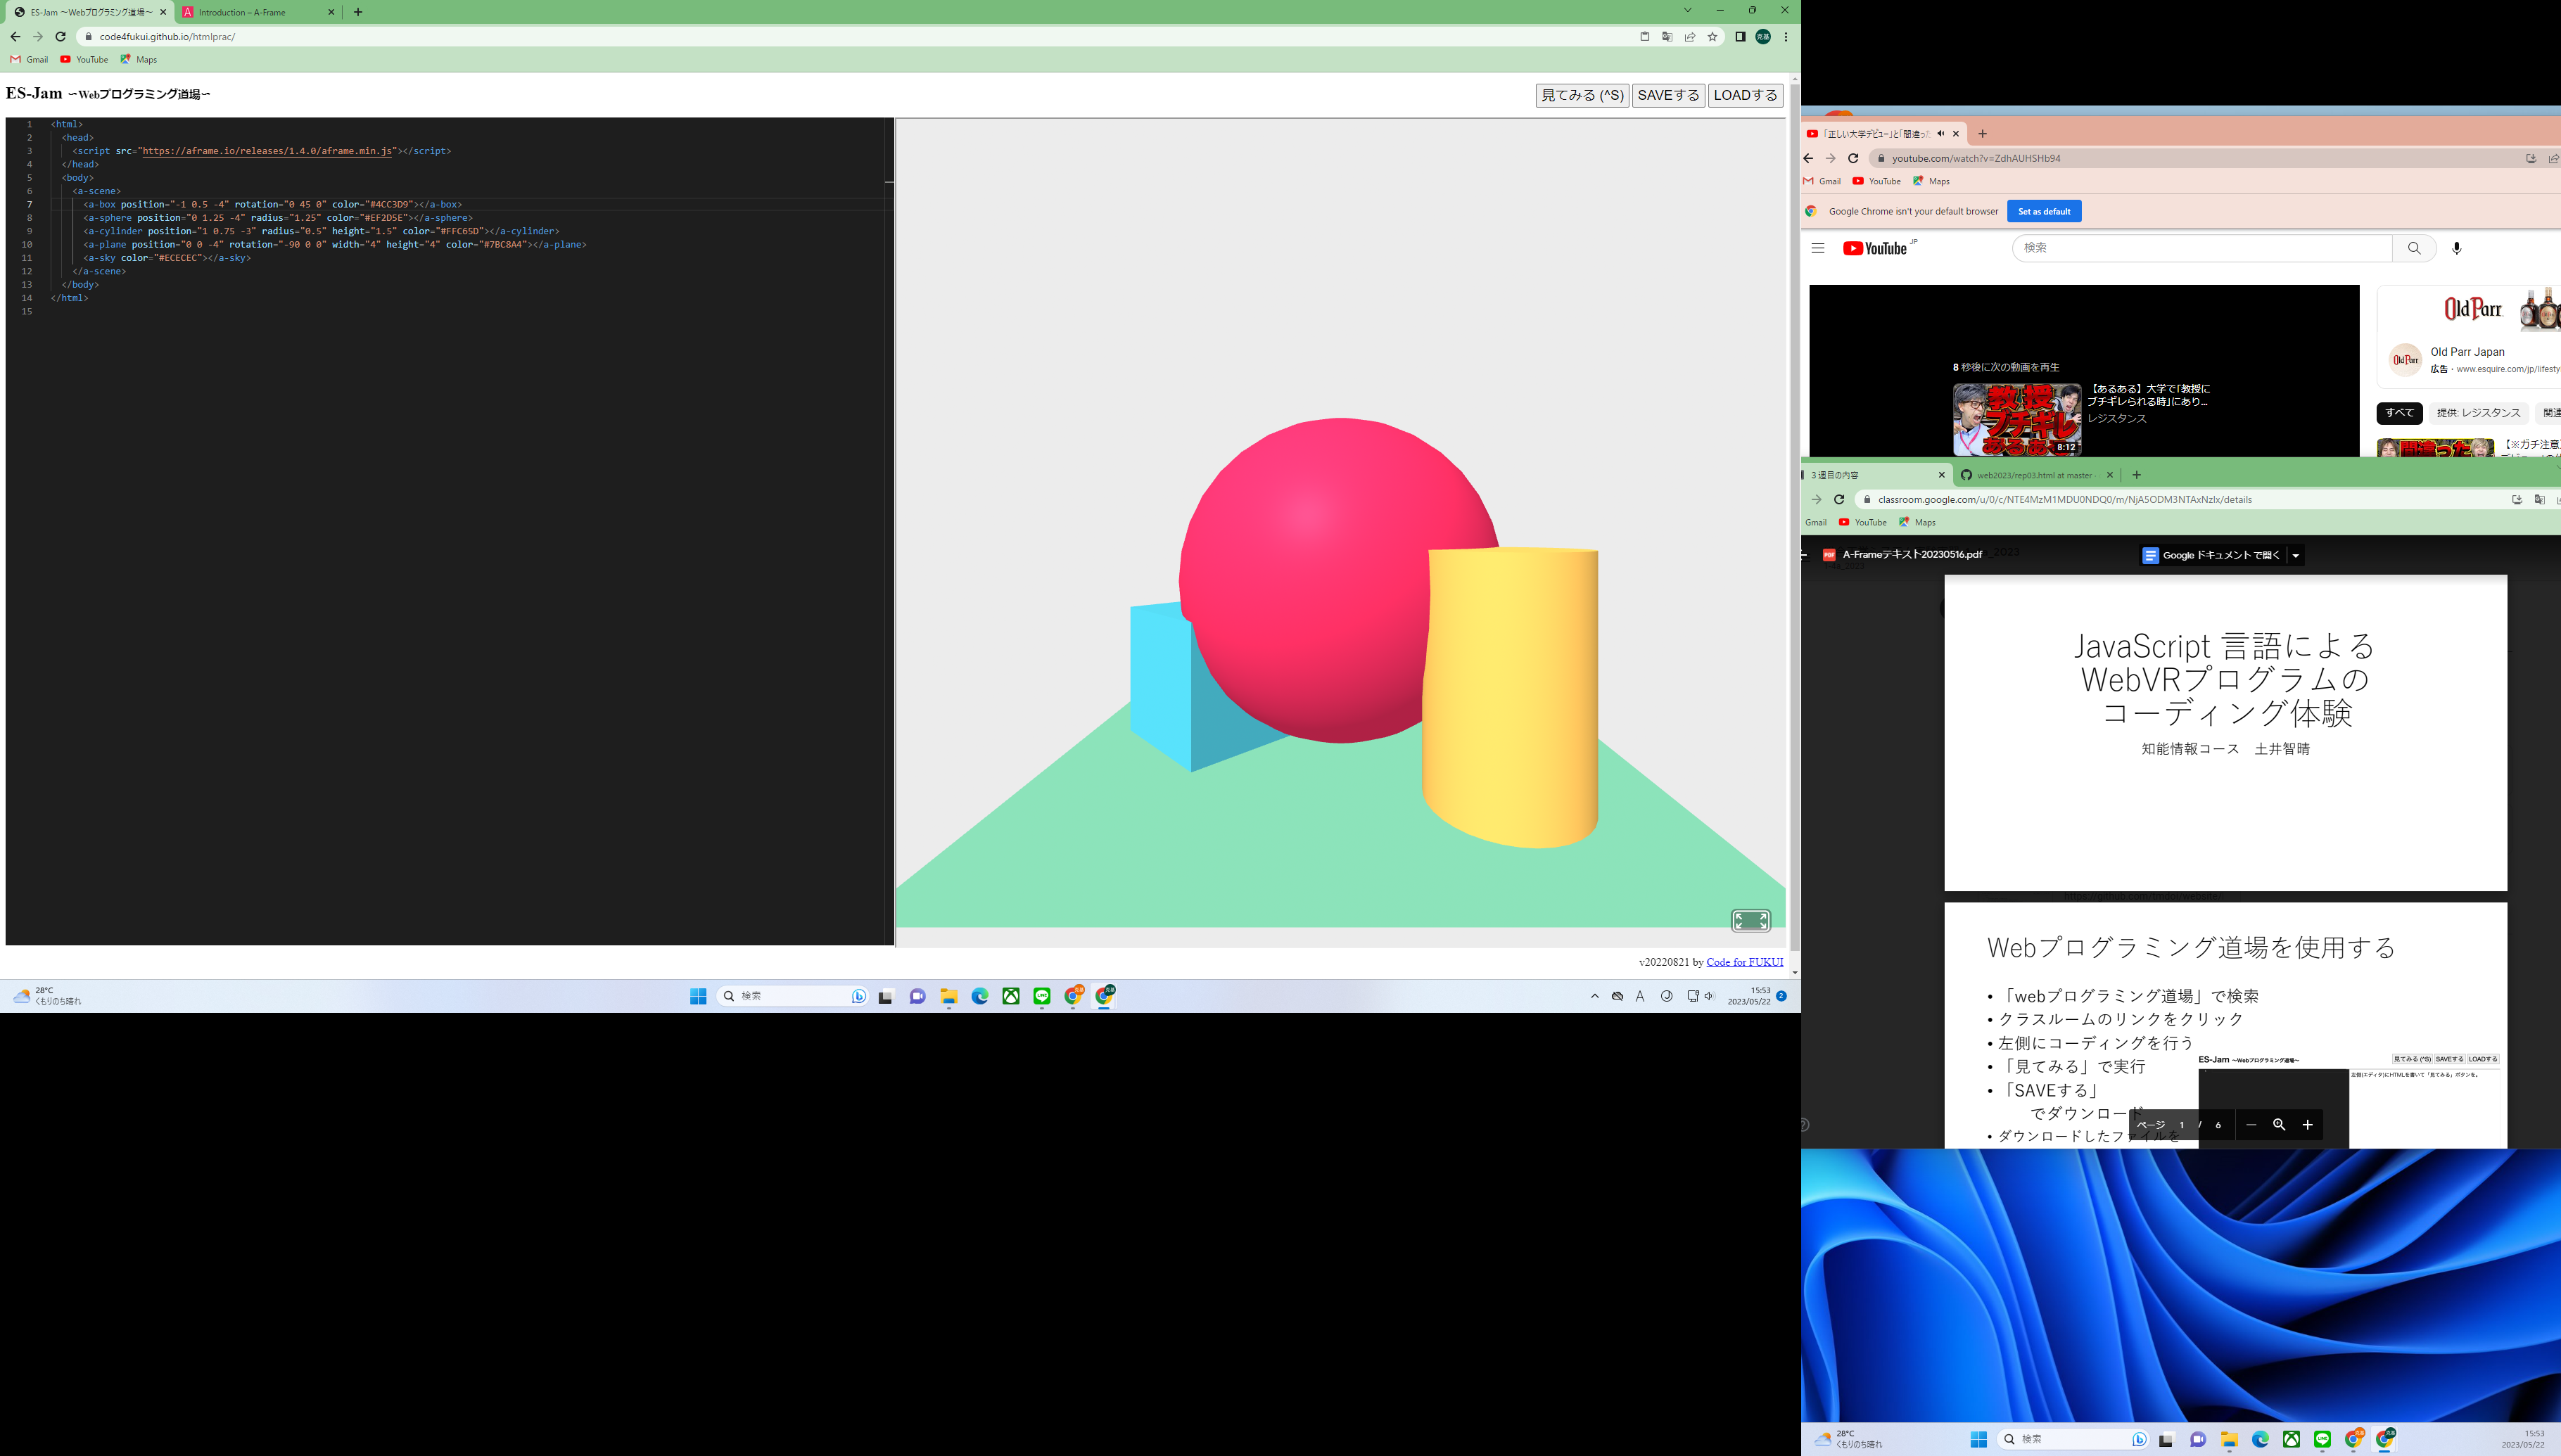 ES-Jam ～Webプログラミング道場～
Introduction – A-Frame
code4fukui.github.io/htmlprac/
Gmail
YouTube
Maps
ES-Jam ～Webプログラミング道場～
見てみる (^S)
SAVEする
LOADする
1 <html>
2 <head>
3 <script src="https://aframe.io/releases/1.4.0/aframe.min.js"></script>
4 </head>
5 <body>
6 <a-scene>
7 <a-box position="-1 0.5 -4" rotation="0 45 0" color="#4CC3D9"></a-box>
8 <a-sphere position="0 1.25 -4" radius="1.25" color="#EF2D5E"></a-sphere>
9 <a-cylinder position="1 0.75 -3" radius="0.5" height="1.5" color="#FFC65D"></a-cylinder>
10 <a-plane position="0 0 -4" rotation="-90 0 0" width="4" height="4" color="#7BC8A4"></a-plane>
11 <a-sky color="#ECECEC"></a-sky>
12 </a-scene>
13 </body>
14 </html>
15
v20220821 by Code for FUKUI
28°C
くもりのち晴れ
検索
A
15:53
2023/05/22
2
「正しい大学デビュー」と「間違っ
youtube.com/watch?v=ZdhAUHSHb94
Gmail
YouTube
Maps
Google Chrome isn't your default browser
Set as default
YouTube JP
検索
8 秒後に次の動画を再生
教授
ブチギレ
あるある
8:12
【あるある】大学で「教授に
ブチギレられる時」にあり...
レジスタンス
Old Parr
Old Parr
Old Parr Japan
広告・www.esquire.com/jp/lifesty
すべて
提供: レジスタンス
関連
間違った
【※ガチ注意
3 週目の内容
web2023/rep03.html at master ·
classroom.google.com/u/0/c/NTE4MzM1MDU0NDQ0/m/NjA5ODM3NTAxNzIx/details
Gmail
YouTube
Maps
PDF
A-Frameテキスト20230516.pdf
Google ドキュメント で開く
JavaScript 言語による
WebVRプログラムの
コーディング体験
知能情報コース　土井智晴
Webプログラミング道場を使用する
• 「webプログラミング道場」で検索
• クラスルームのリンクをクリック
• 左側にコーディングを行う
• 「見てみる」で実行
• 「SAVEする」
でダウンロード
• ダウンロードしたファイルを
ES-Jam ～Webプログラミング道場～
見てみる (^S)
SAVEする
LOADする
左側(エディタ)にHTMLを書いて「見てみる」ボタンを。
ページ 1 / 6
28°C
くもりのち晴れ
検索
15:53
2023/05/22